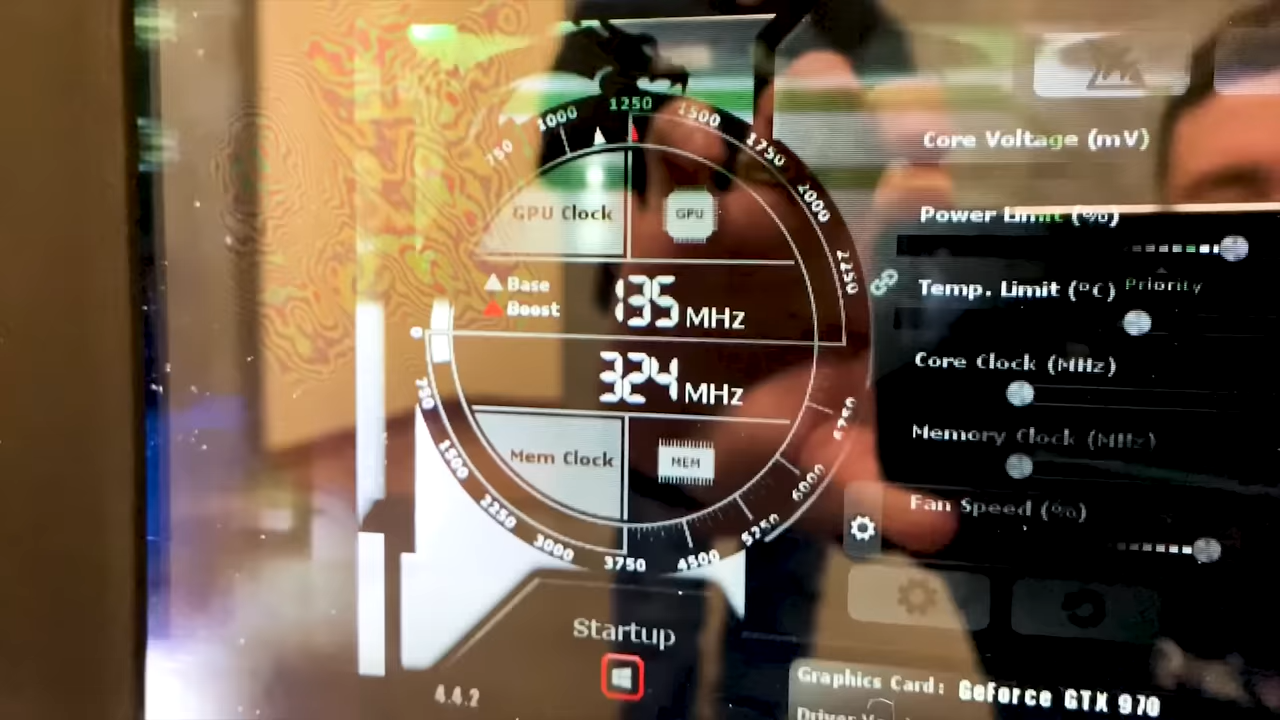 750
1000
1250
1500
1750
2000
2250
Core Voltage (mV)
GPU Clock
GPU
Power Limit (%)
Base
Boost
135 MHz
Temp. Limit (°C) Priority
0
324 MHz
Core Clock (MHz)
750
Mem Clock
MEM
Memory Clock (MHz)
1500
2250
3000
3750
4500
5250
6000
6750
Fan Speed (%)
Startup
4.4.2
Graphics Card: GeForce GTX 970
Driver